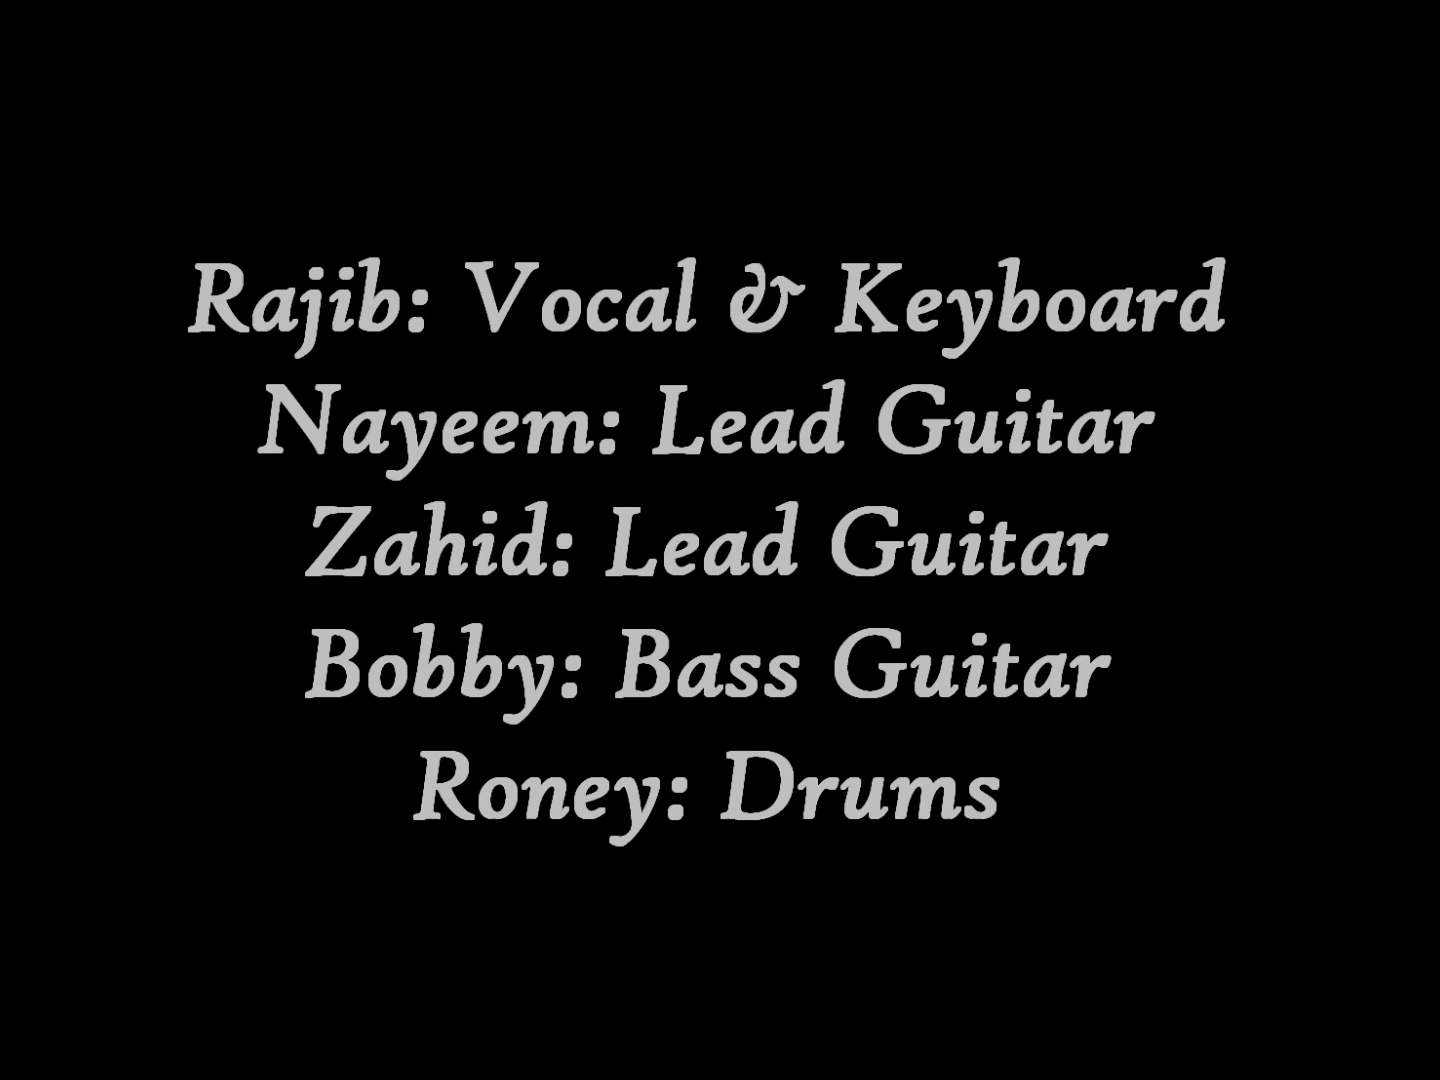 Rajib: Vocal & Keyboard
Nayeem: Lead Guitar
Zahid: Lead Guitar
Bobby: Bass Guitar
Roney: Drums